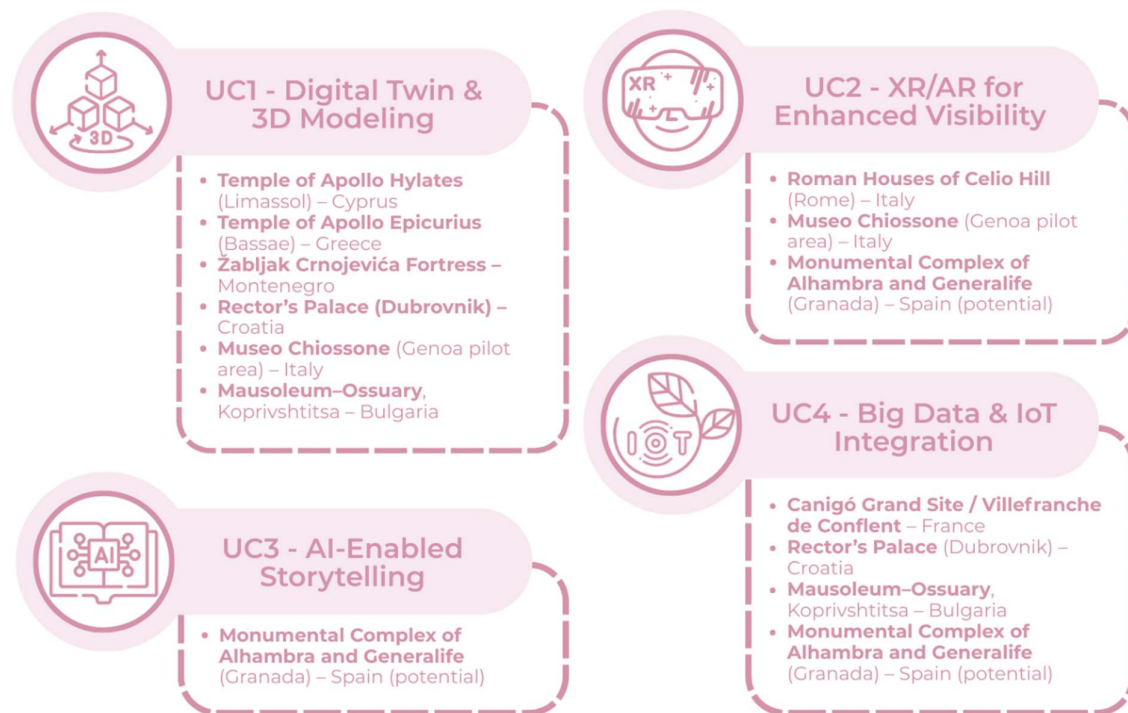 3D
UC1 - Digital Twin &
3D Modeling
• Temple of Apollo Hylates
(Limassol) – Cyprus
• Temple of Apollo Epicurius
(Bassae) – Greece
• Žabljak Crnojevića Fortress –
Montenegro
• Rector's Palace (Dubrovnik) –
Croatia
• Museo Chiossone (Genoa pilot
area) – Italy
• Mausoleum–Ossuary,
Koprivshtitsa – Bulgaria
XR
UC2 - XR/AR for
Enhanced Visibility
• Roman Houses of Celio Hill
(Rome) – Italy
• Museo Chiossone (Genoa pilot
area) – Italy
• Monumental Complex of
Alhambra and Generalife
(Granada) – Spain (potential)
AI
UC3 - AI-Enabled
Storytelling
• Monumental Complex of
Alhambra and Generalife
(Granada) – Spain (potential)
IOT
UC4 - Big Data & IoT
Integration
• Canigó Grand Site / Villefranche
de Conflent – France
• Rector's Palace (Dubrovnik) –
Croatia
• Mausoleum–Ossuary,
Koprivshtitsa – Bulgaria
• Monumental Complex of
Alhambra and Generalife
(Granada) – Spain (potential)